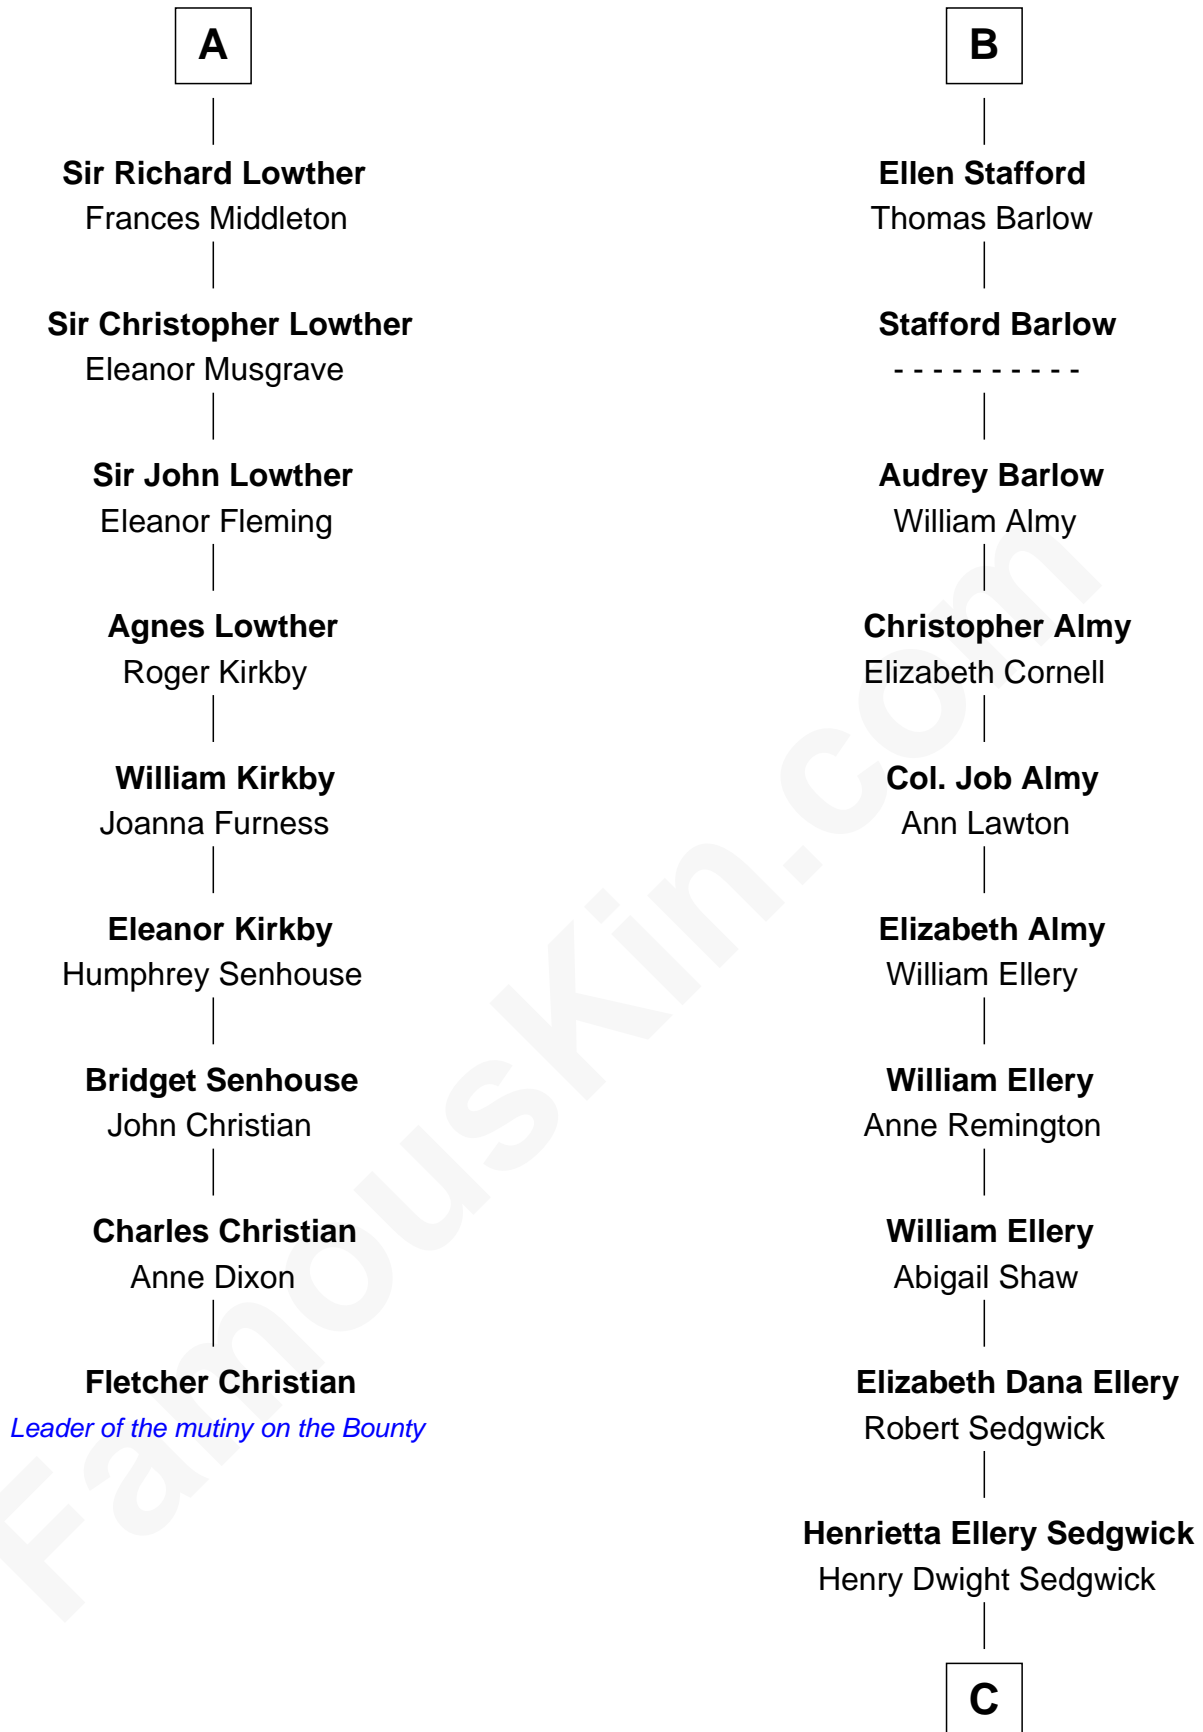 A
Sir Richard Lowther
Frances Middleton
Sir Christopher Lowther
Eleanor Musgrave
Sir John Lowther
Eleanor Fleming
Agnes Lowther
Roger Kirkby
William Kirkby
Joanna Furness
Eleanor Kirkby
Humphrey Senhouse
Bridget Senhouse
John Christian
Charles Christian
Anne Dixon
Fletcher Christian
Leader of the mutiny on the Bounty
B
Ellen Stafford
Thomas Barlow
Stafford Barlow
- - - - - - - - - -
Audrey Barlow
William Almy
Christopher Almy
Elizabeth Cornell
Col. Job Almy
Ann Lawton
Elizabeth Almy
William Ellery
William Ellery
Anne Remington
William Ellery
Abigail Shaw
Elizabeth Dana Ellery
Robert Sedgwick
Henrietta Ellery Sedgwick
Henry Dwight Sedgwick
C
FamousKin.com